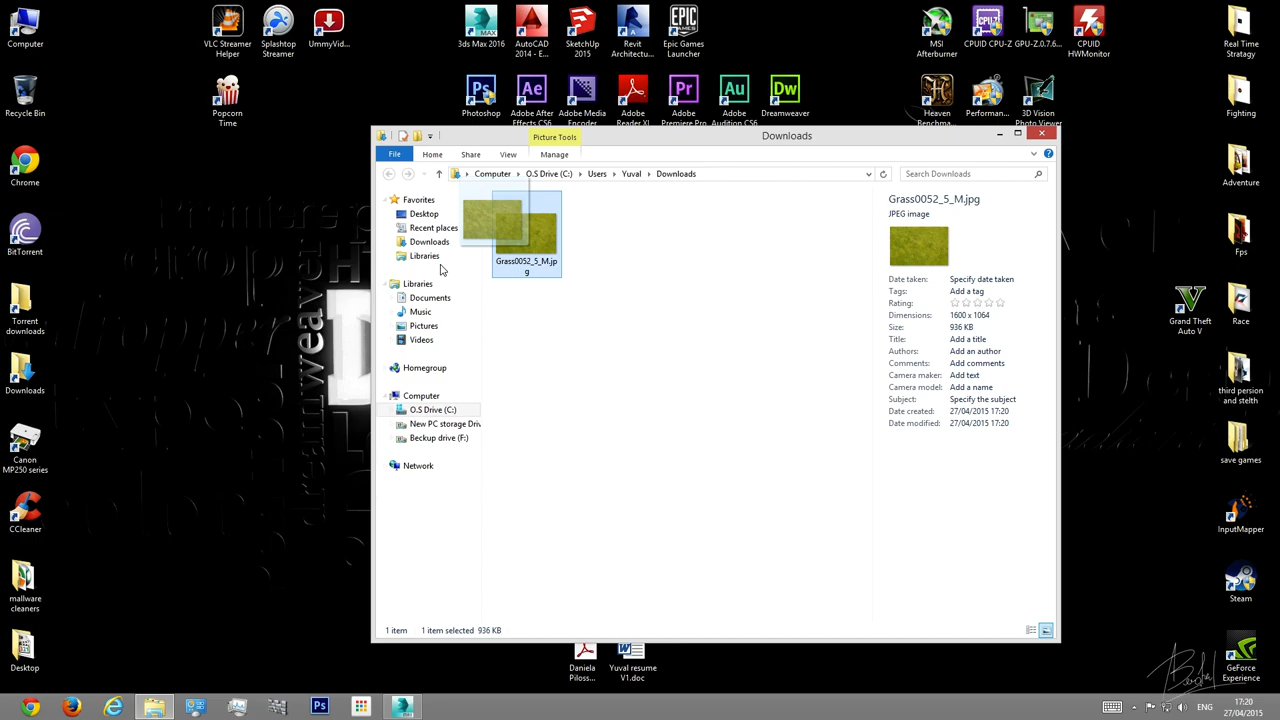 Computer
VLC Streamer
Helper
Splashtop
Streamer
UmmyVid...
3ds Max 2016
AutoCAD
2014 - E...
SketchUp
2015
Revit
Architectu...
Epic Games
Launcher
MSI
Afterburner
CPUID CPU-Z
GPU-Z.0.7.6...
CPUID
HWMonitor
Real Time
Stratagy
Recycle Bin
Popcorn
Time
Photoshop
Adobe After
Effects CS6
Adobe Media
Encoder
Adobe
Reader XI
Adobe
Premiere Pro
Adobe
Audition CS6
Dreamweaver
Heaven
Benchma...
Performan...
3D Vision
Photo Viewer
Fighting
Picture Tools
Downloads
File
Home
Share
View
Manage
Computer
O.S Drive (C:)
Users
Yuval
Downloads
Search Downloads
Favorites
Desktop
Recent places
Downloads
Libraries
Libraries
Documents
Music
Pictures
Videos
Homegroup
Computer
O.S Drive (C:)
New PC storage Driv
Beckup drive (F:)
Network
Grass0052_5_M.jp
g
Grass0052_5_M.jpg
JPEG image
Date taken: Specify date taken
Tags: Add a tag
Rating:
Dimensions: 1600 x 1064
Size: 936 KB
Title: Add a title
Authors: Add an author
Comments: Add comments
Camera maker: Add text
Camera model: Add a name
Subject: Specify the subject
Date created: 27/04/2015 17:20
Date modified: 27/04/2015 17:20
1 item 1 item selected 936 KB
Chrome
BitTorrent
Torrent
downloads
Downloads
Canon
MP250 series
CCleaner
mallware
cleaners
Desktop
Adventure
Fps
Grand Theft
Auto V
Race
third persion
and stelth
save games
InputMapper
Steam
GeForce
Experience
Daniela
Piloss...
Yuval resume
V1.doc
ENG
17:20
27/04/2015